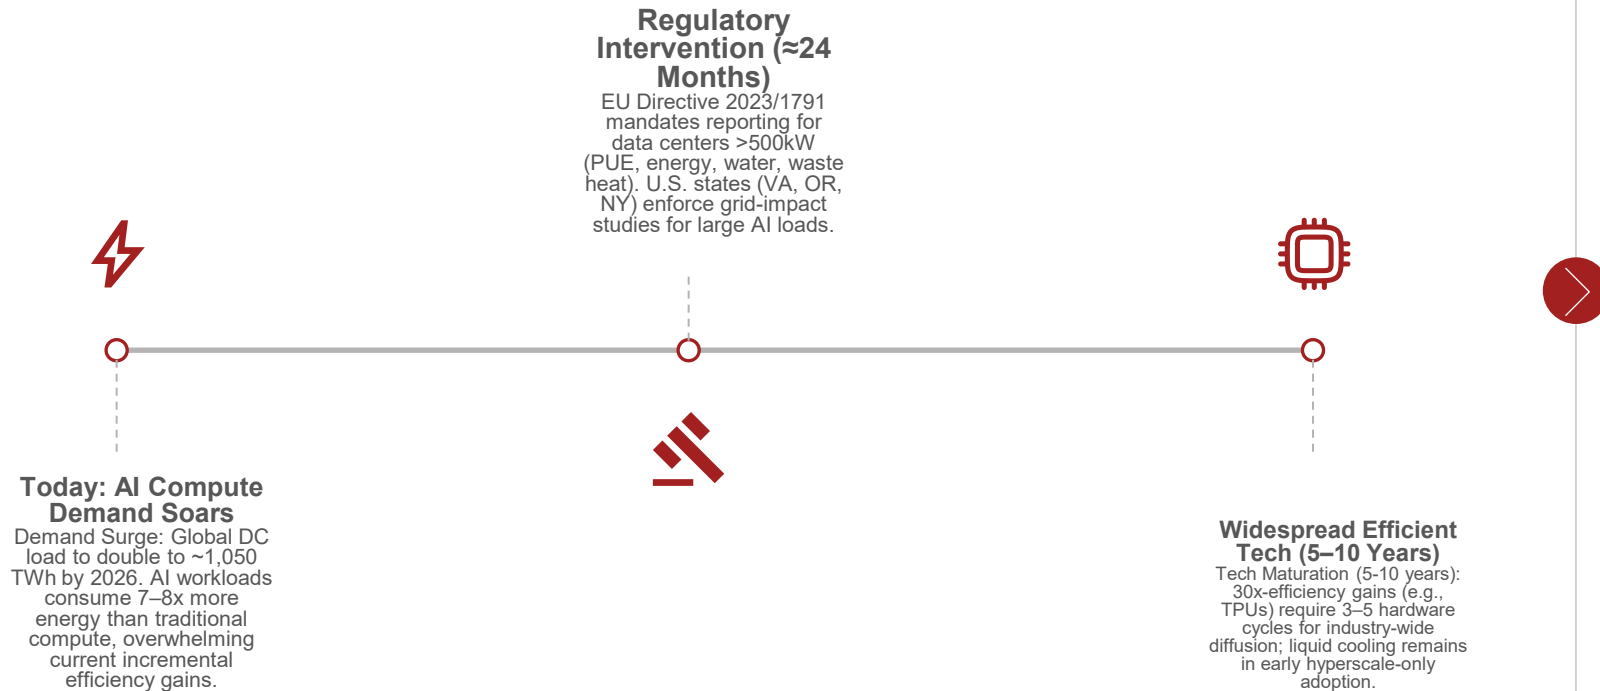 Regulatory
Intervention (≈24
Months)
EU Directive 2023/1791
mandates reporting for
data centers >500kW
(PUE, energy, water, waste
heat). U.S. states (VA, OR,
NY) enforce grid-impact
studies for large AI loads.
Today: AI Compute
Demand Soars
Demand Surge: Global DC
load to double to ~1,050
TWh by 2026. AI workloads
consume 7–8x more
energy than traditional
compute, overwhelming
current incremental
efficiency gains.
Widespread Efficient
Tech (5–10 Years)
Tech Maturation (5-10 years):
30x-efficiency gains (e.g.,
TPUs) require 3–5 hardware
cycles for industry-wide
diffusion; liquid cooling remains
in early hyperscale-only
adoption.